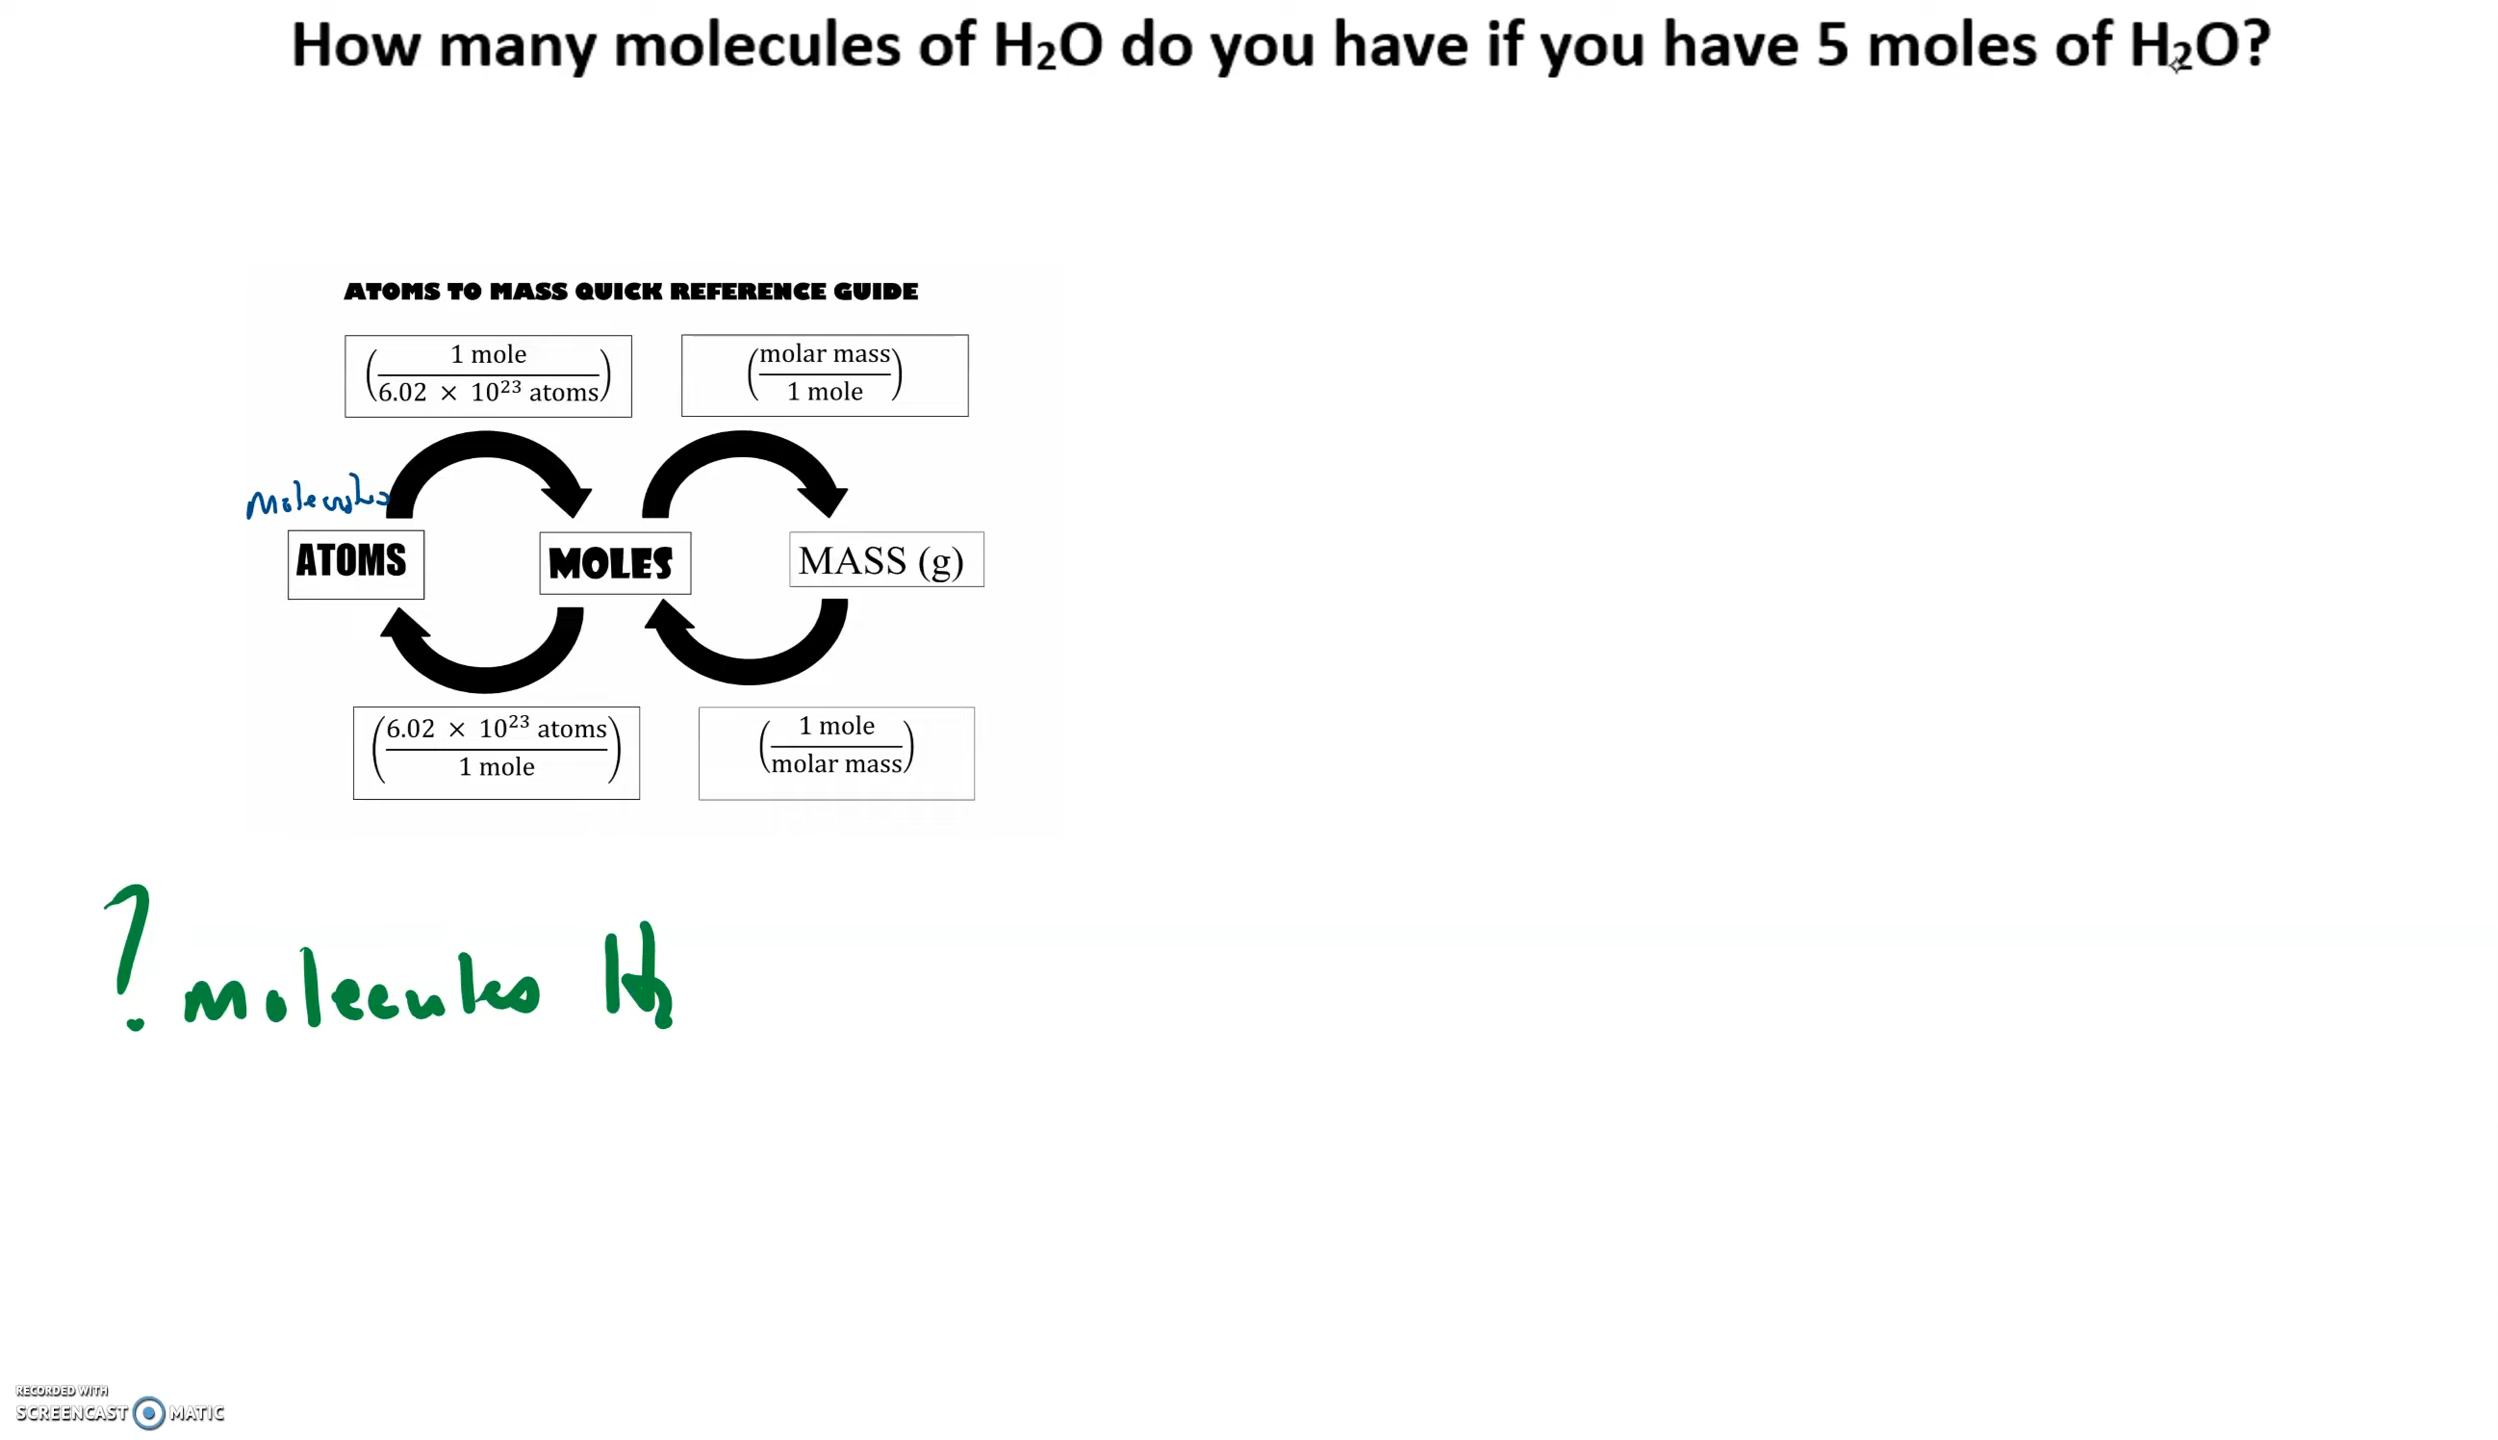 How many molecules of H₂O do you have if you have 5 moles of H₂O?
ATOMS TO MASS QUICK REFERENCE GUIDE
1 mole
6.02 × 10²³ atoms
molar mass
1 mole
Molecules
ATOMS
MOLES
MASS (g)
6.02 × 10²³ atoms
1 mole
1 mole
molar mass
? molecules H₂
RECORDED WITH
SCREENCAST MATIC